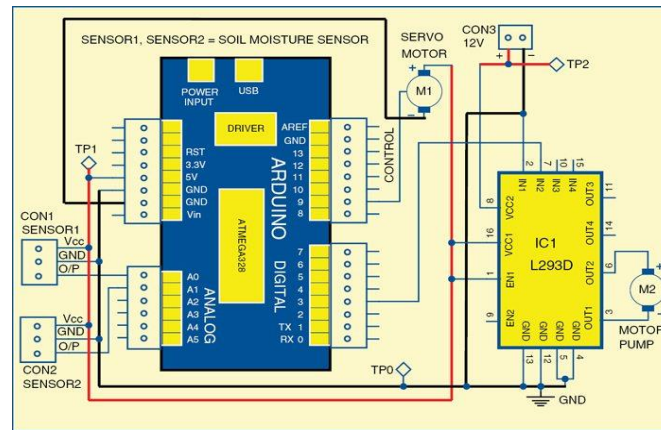 SENSOR1, SENSOR2 = SOIL MOISTURE SENSOR
SERVO
MOTOR
CON3
12V
+
−
TP2
POWER
INPUT
USB
+
M1
−
DRIVER
TP1
RST
3.3V
5V
GND
GND
Vin
ARDUINO
AREF
GND
13
12
11
10
9
8
CONTROL
2
7
10
15
IN1
IN2
IN3
IN4
8
VCC2
16
VCC1
1
EN1
9
EN2
IC1
L293D
OUT3
11
OUT4
14
OUT2
6
OUT1
3
+
M2
−
MOTOR
PUMP
CON1
SENSOR1
Vcc
GND
O/P
ATMEGA328
A0
A1
A2
A3
A4
A5
ANALOG
DIGITAL
7
6
5
4
3
2
TX 1
RX 0
Vcc
GND
O/P
CON2
SENSOR2
TP0
GND
GND
GND
GND
13
12
5
4
GND